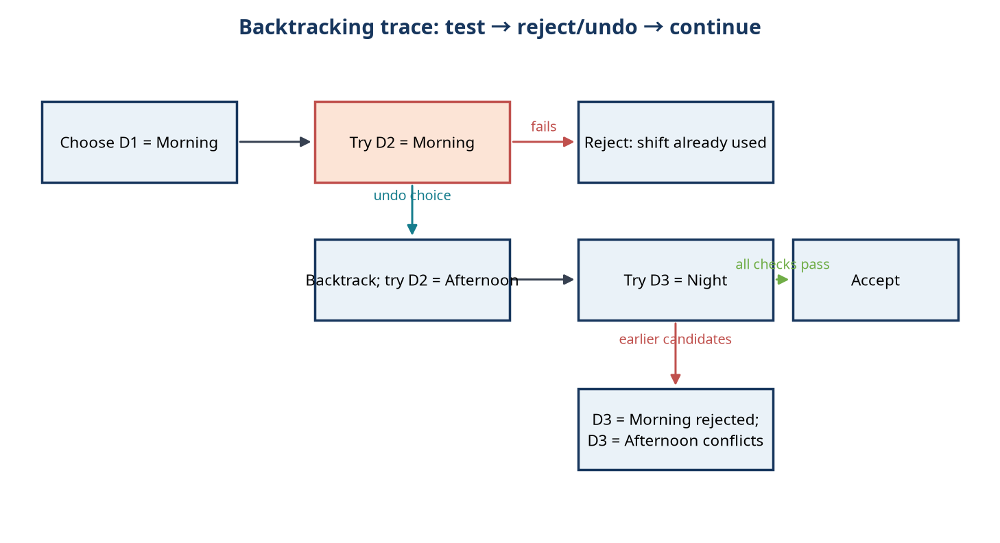 Backtracking trace: test → reject/undo → continue
Choose D1 = Morning
Try D2 = Morning
fails
Reject: shift already used
undo choice
Backtrack; try D2 = Afternoon
Try D3 = Night
all checks pass
Accept
earlier candidates
D3 = Morning rejected;
D3 = Afternoon conflicts